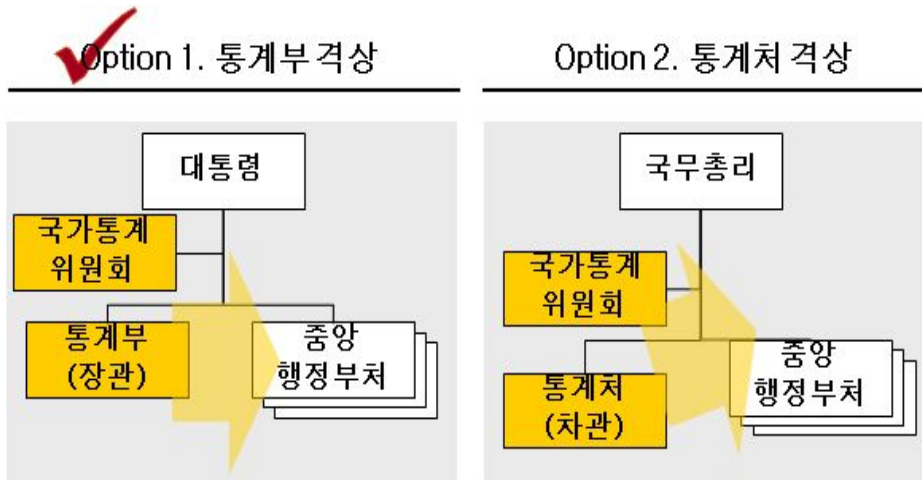 Option 1. 통계부 격상
대통령
국가통계
위원회
통계부
(장관)
중앙
행정부처
Option 2. 통계처 격상
국무총리
국가통계
위원회
통계처
(차관)
중앙
행정부처